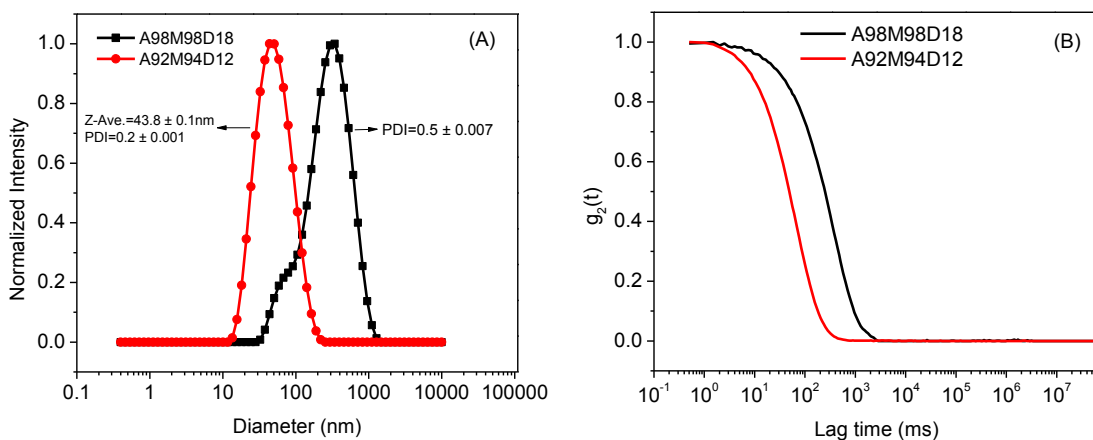 (A)
A98M98D18
A92M94D12
Z-Ave.=43.8 ± 0.1nm
PDI=0.2 ± 0.001
PDI=0.5 ± 0.007
Normalized Intensity
1.0
0.8
0.6
0.4
0.2
0.0
0.1 1 10 100 1000 10000 100000
Diameter (nm)
(B)
A98M98D18
A92M94D12
g₂(t)
1.0
0.8
0.6
0.4
0.2
0.0
10⁻¹ 10⁰ 10¹ 10² 10³ 10⁴ 10⁵ 10⁶ 10⁷
Lag time (ms)